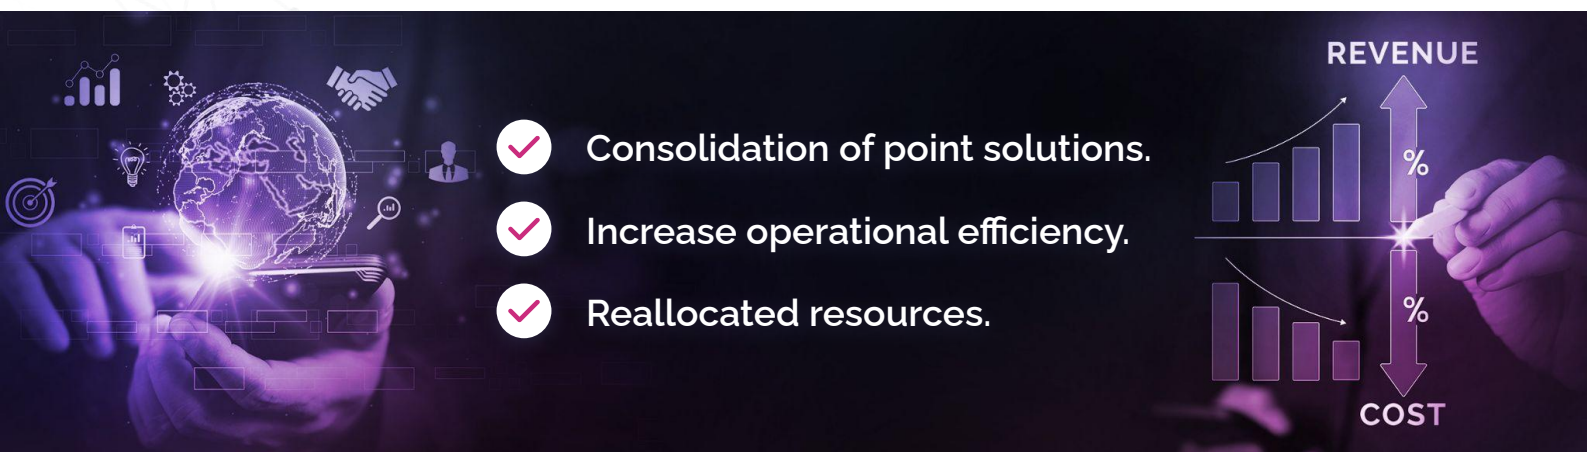 Consolidation of point solutions.
Increase operational efficiency.
Reallocated resources.
REVENUE
%
%
COST